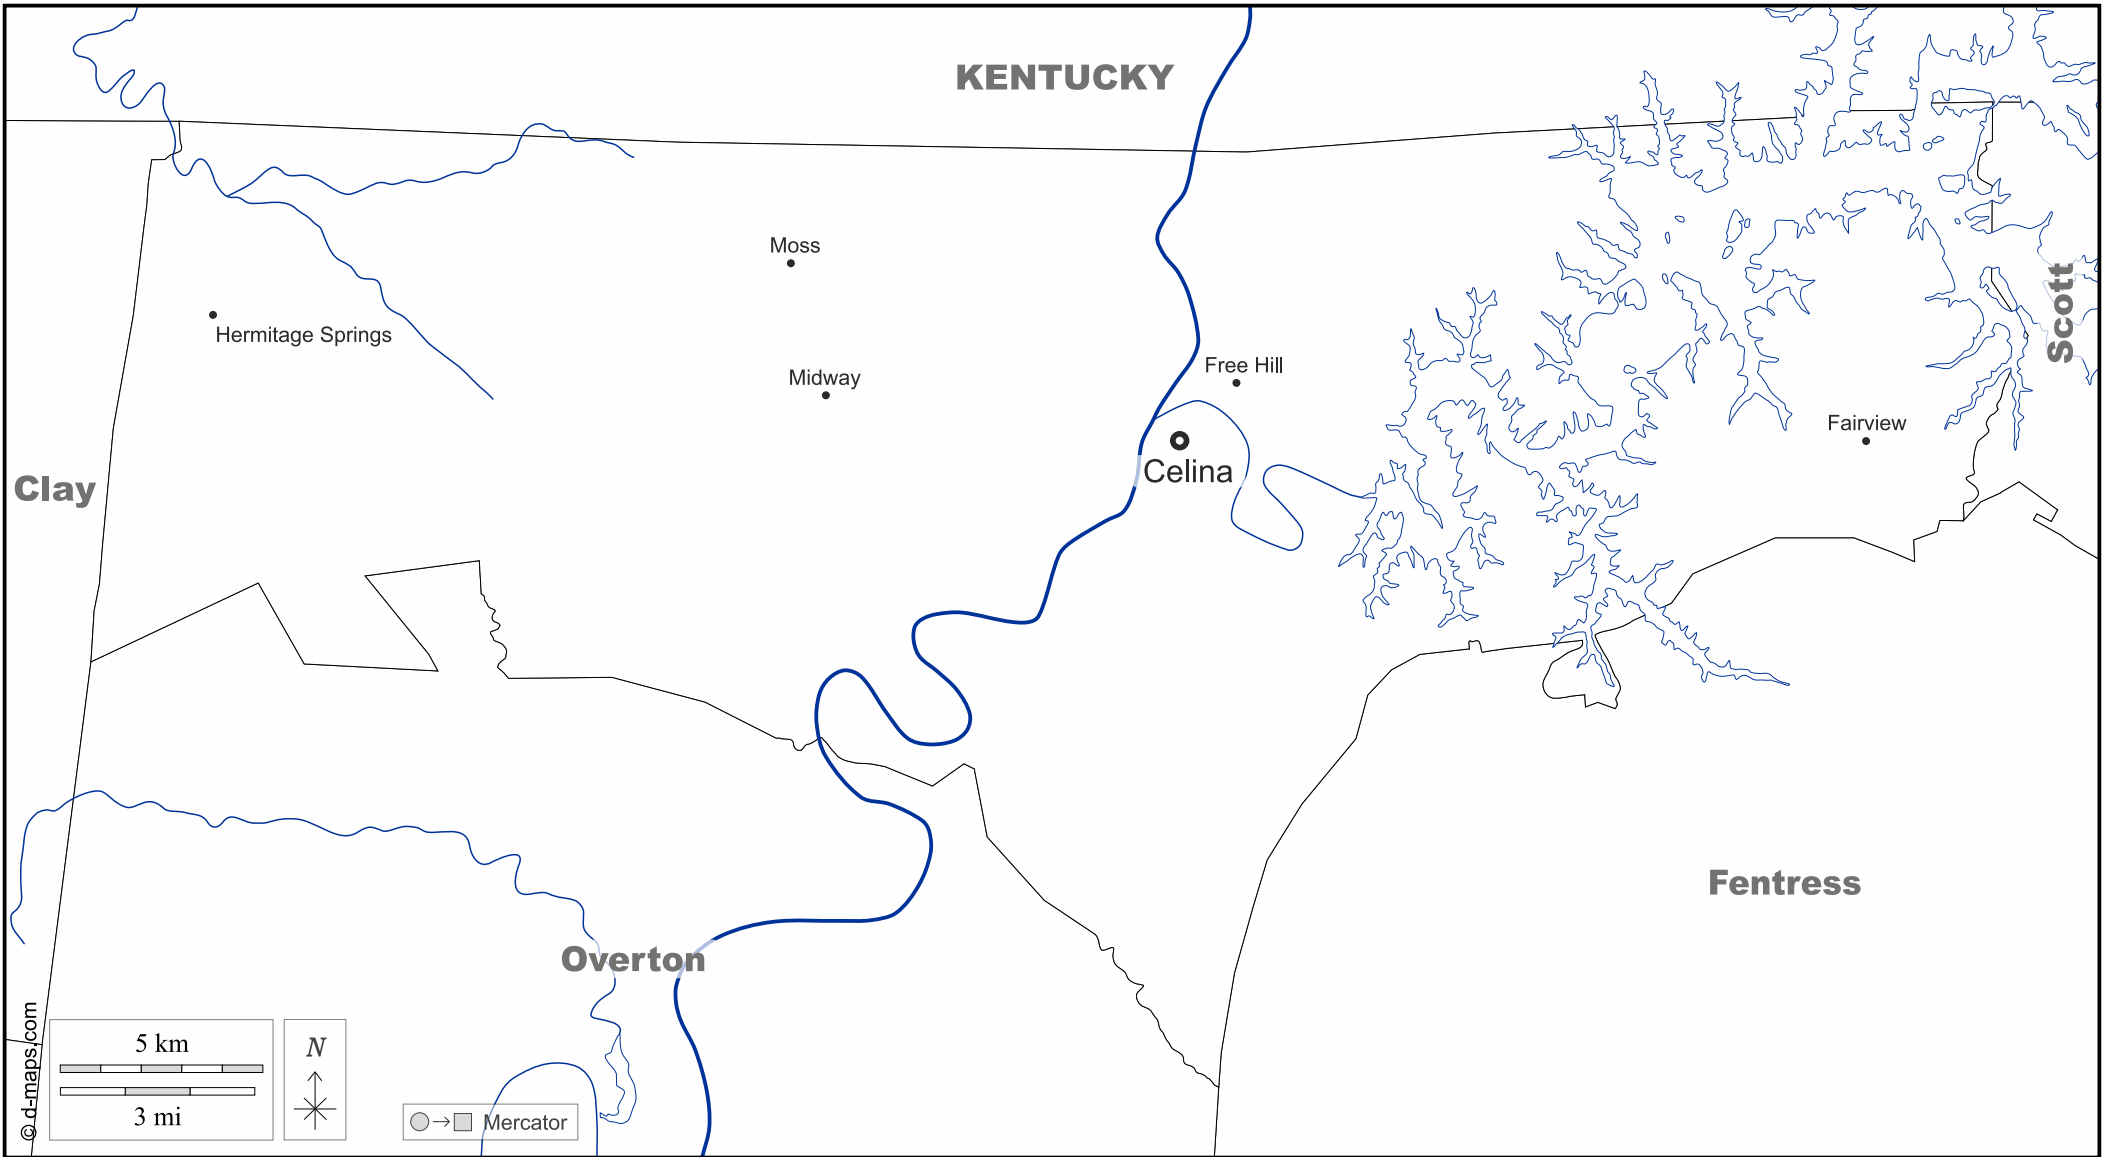 KENTUCKY
Moss
Hermitage Springs
Scott
Free Hill
Midway
Fairview
Celina
Clay
Fentress
Overton
© d-maps.com
5 km
3 mi
N
Mercator